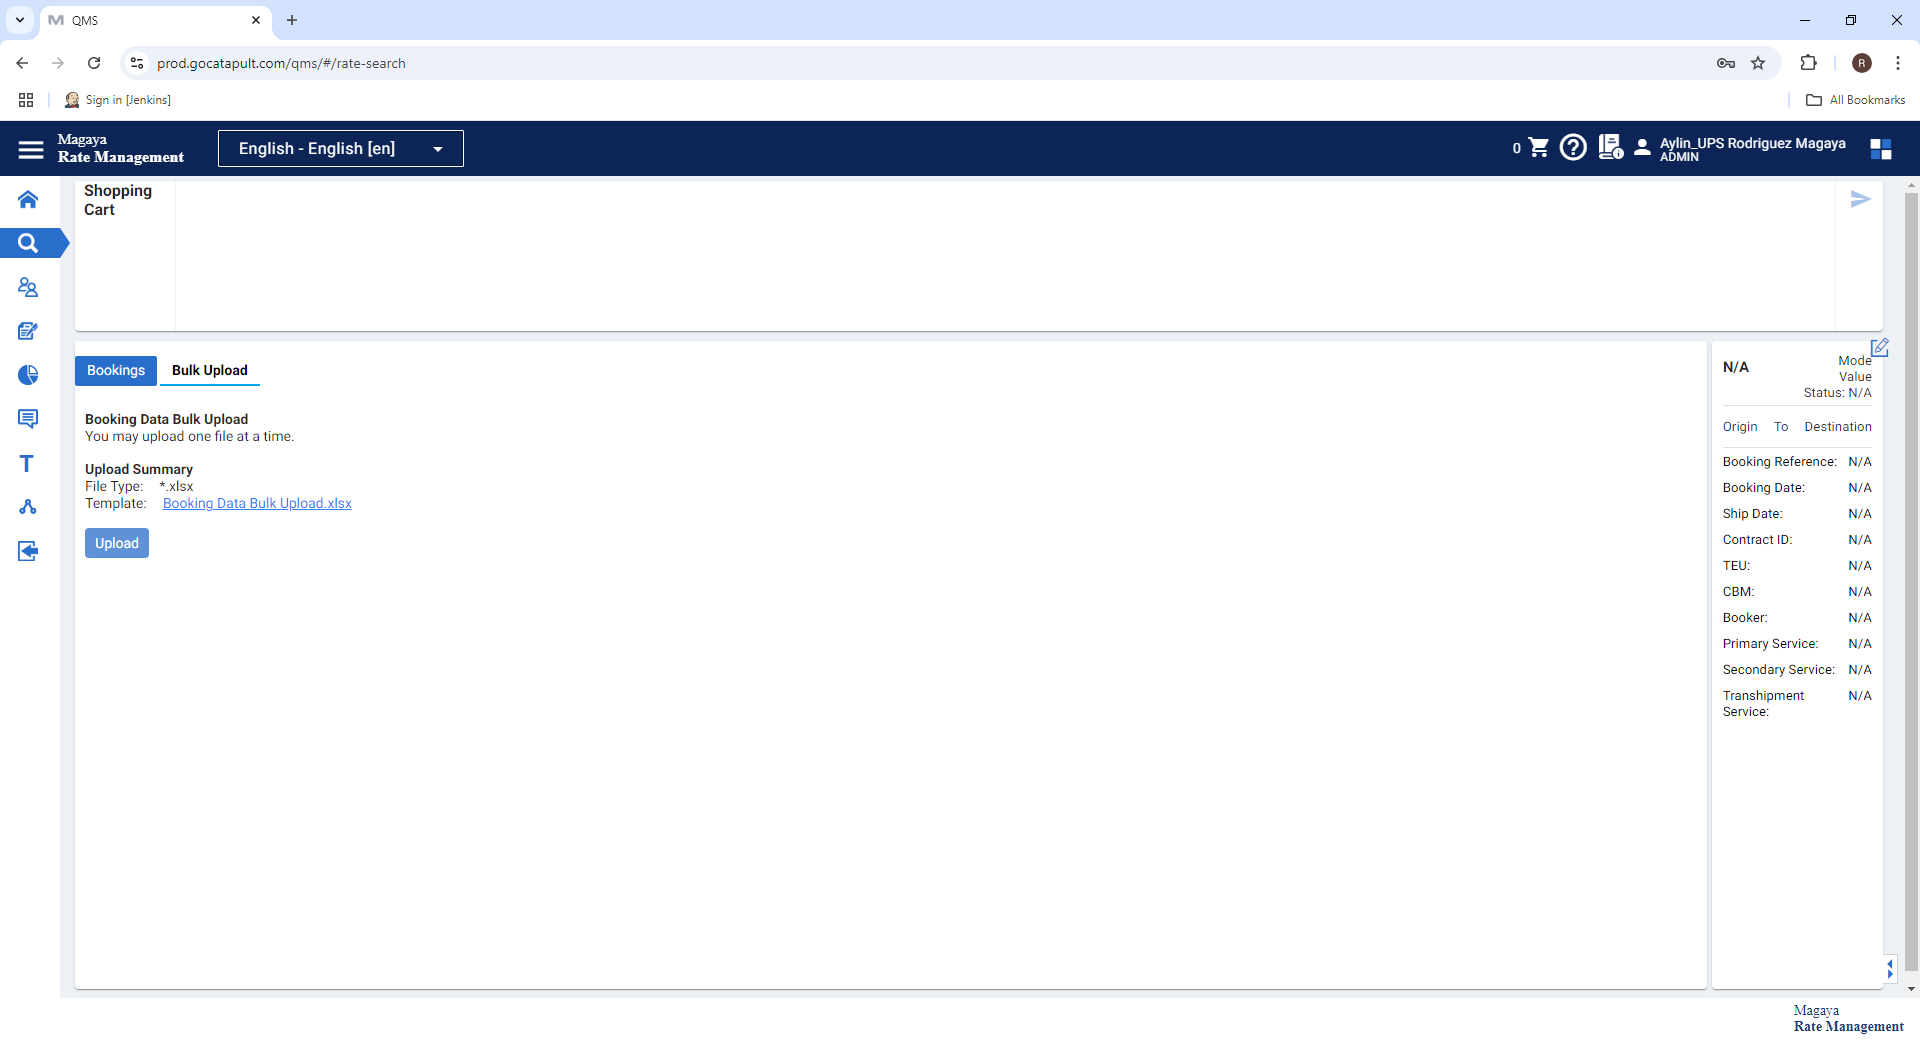 QMS
prod.gocatapult.com/qms/#/rate-search
R
Sign in [Jenkins]
All Bookmarks
Magaya
Rate Management
English - English [en]
0
Aylin_UPS Rodriguez Magaya
ADMIN
Shopping
Cart
Bookings
Bulk Upload
Booking Data Bulk Upload
You may upload one file at a time.
Upload Summary
File Type: *.xlsx
Template: Booking Data Bulk Upload.xlsx
Upload
N/A
Mode
Value
Status: N/A
Origin To Destination
Booking Reference: N/A
Booking Date: N/A
Ship Date: N/A
Contract ID: N/A
TEU: N/A
CBM: N/A
Booker: N/A
Primary Service: N/A
Secondary Service: N/A
Transhipment N/A
Service:
Magaya
Rate Management